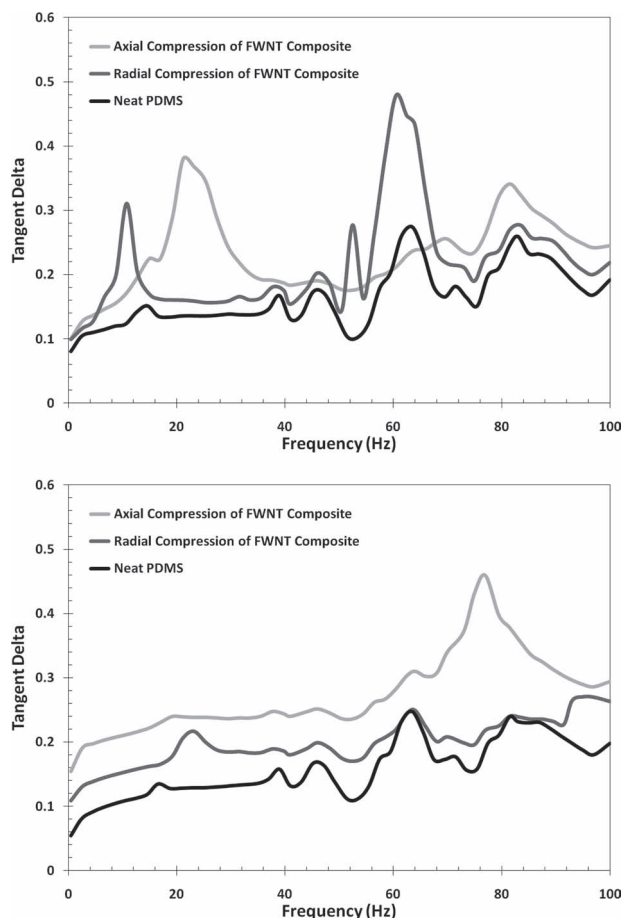 0.6
Axial Compression of FWNT Composite
0.5
Radial Compression of FWNT Composite
Neat PDMS
0.4
Tangent Delta
0.3
0.2
0.1
0
0 20 40 60 80 100
Frequency (Hz)
0.6
Axial Compression of FWNT Composite
0.5
Radial Compression of FWNT Composite
Neat PDMS
0.4
Tangent Delta
0.3
0.2
0.1
0
0 20 40 60 80 100
Frequency (Hz)